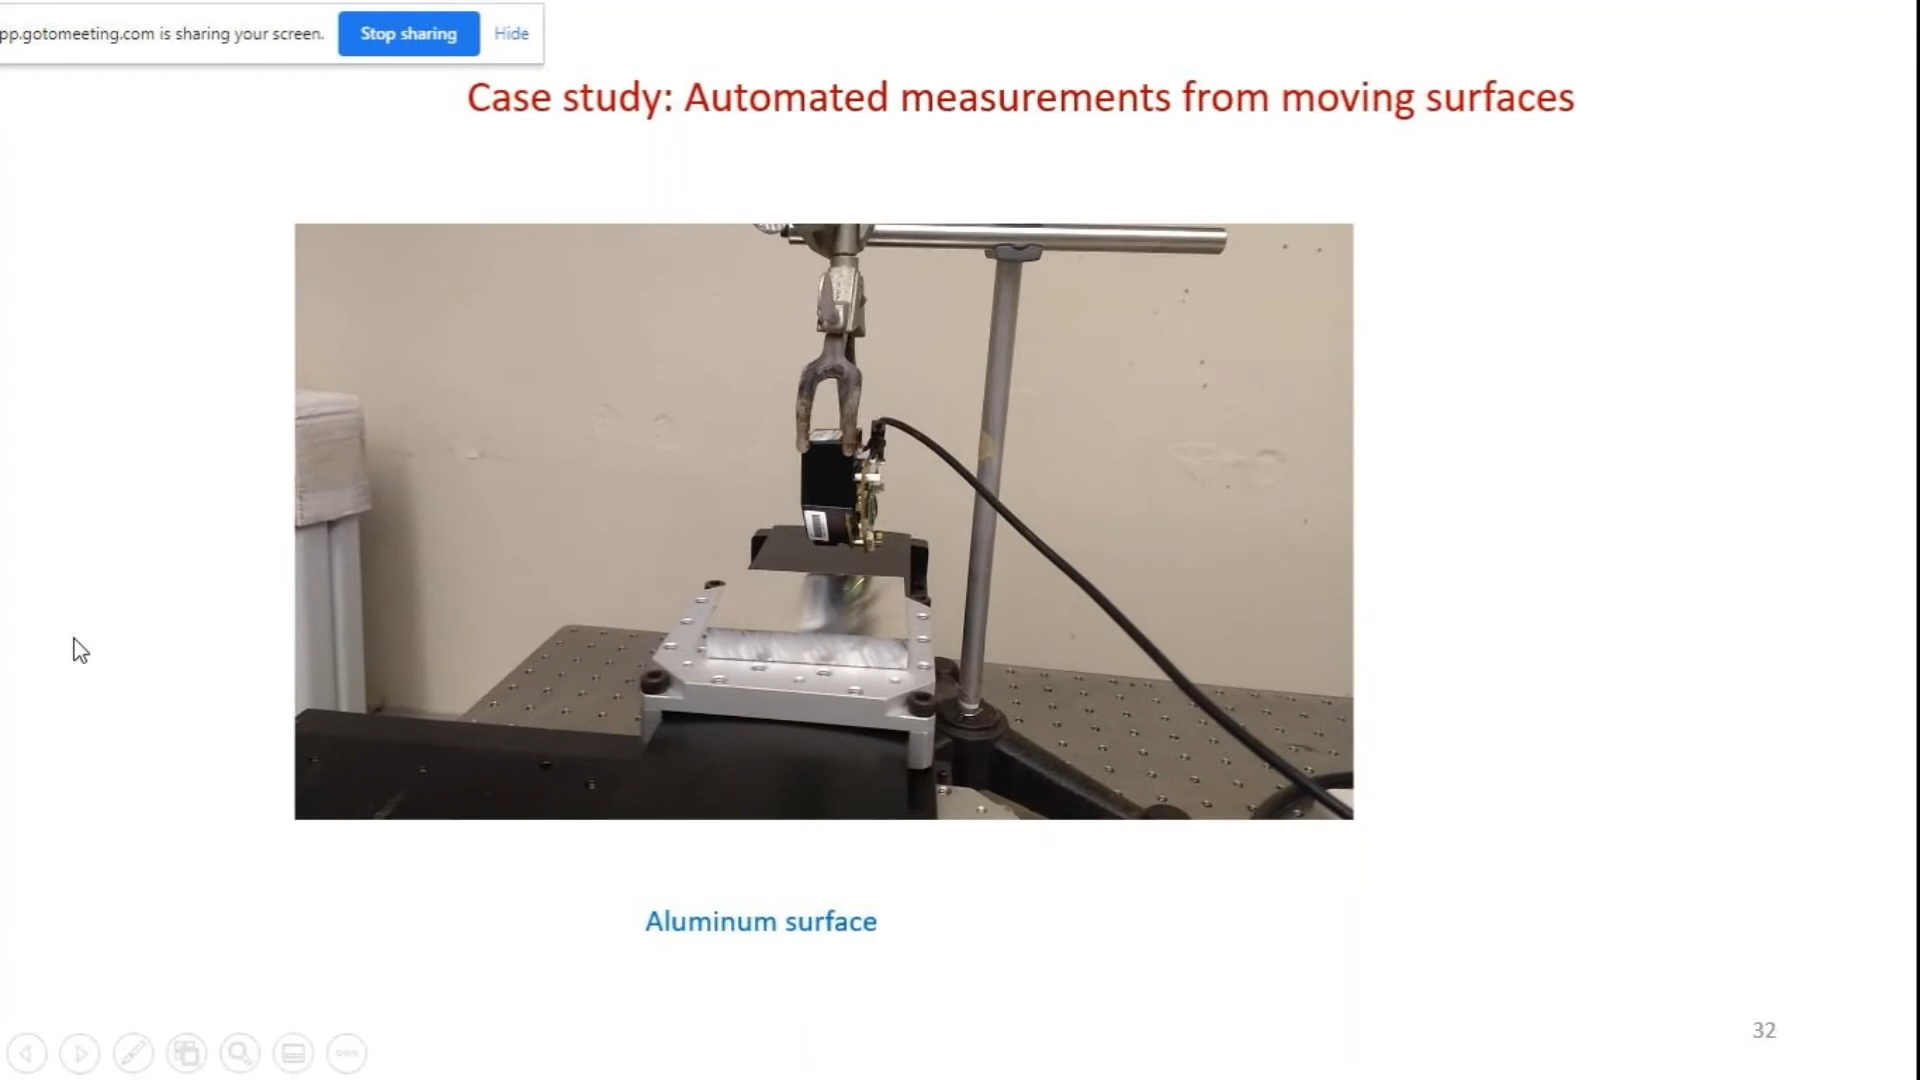 pp.gotomeeting.com is sharing your screen.
Stop sharing
Hide
Case study: Automated measurements from moving surfaces
Aluminum surface
32